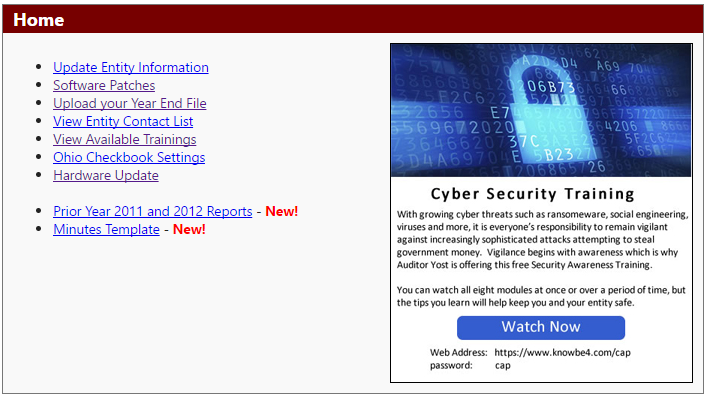 Home
Update Entity Information
Software Patches
Upload your Year End File
View Entity Contact List
View Available Trainings
Ohio Checkbook Settings
Hardware Update
Prior Year 2011 and 2012 Reports - New!
Minutes Template - New!
Cyber Security Training
With growing cyber threats such as ransomeware, social engineering,
viruses and more, it is everyone's responsibility to remain vigilant
against increasingly sophisticated attacks attempting to steal
government money. Vigilance begins with awareness which is why
Auditor Yost is offering this free Security Awareness Training.
You can watch all eight modules at once or over a period of time, but
the tips you learn will help keep you and your entity safe.
Watch Now
Web Address: https://www.knowbe4.com/cap
password: cap